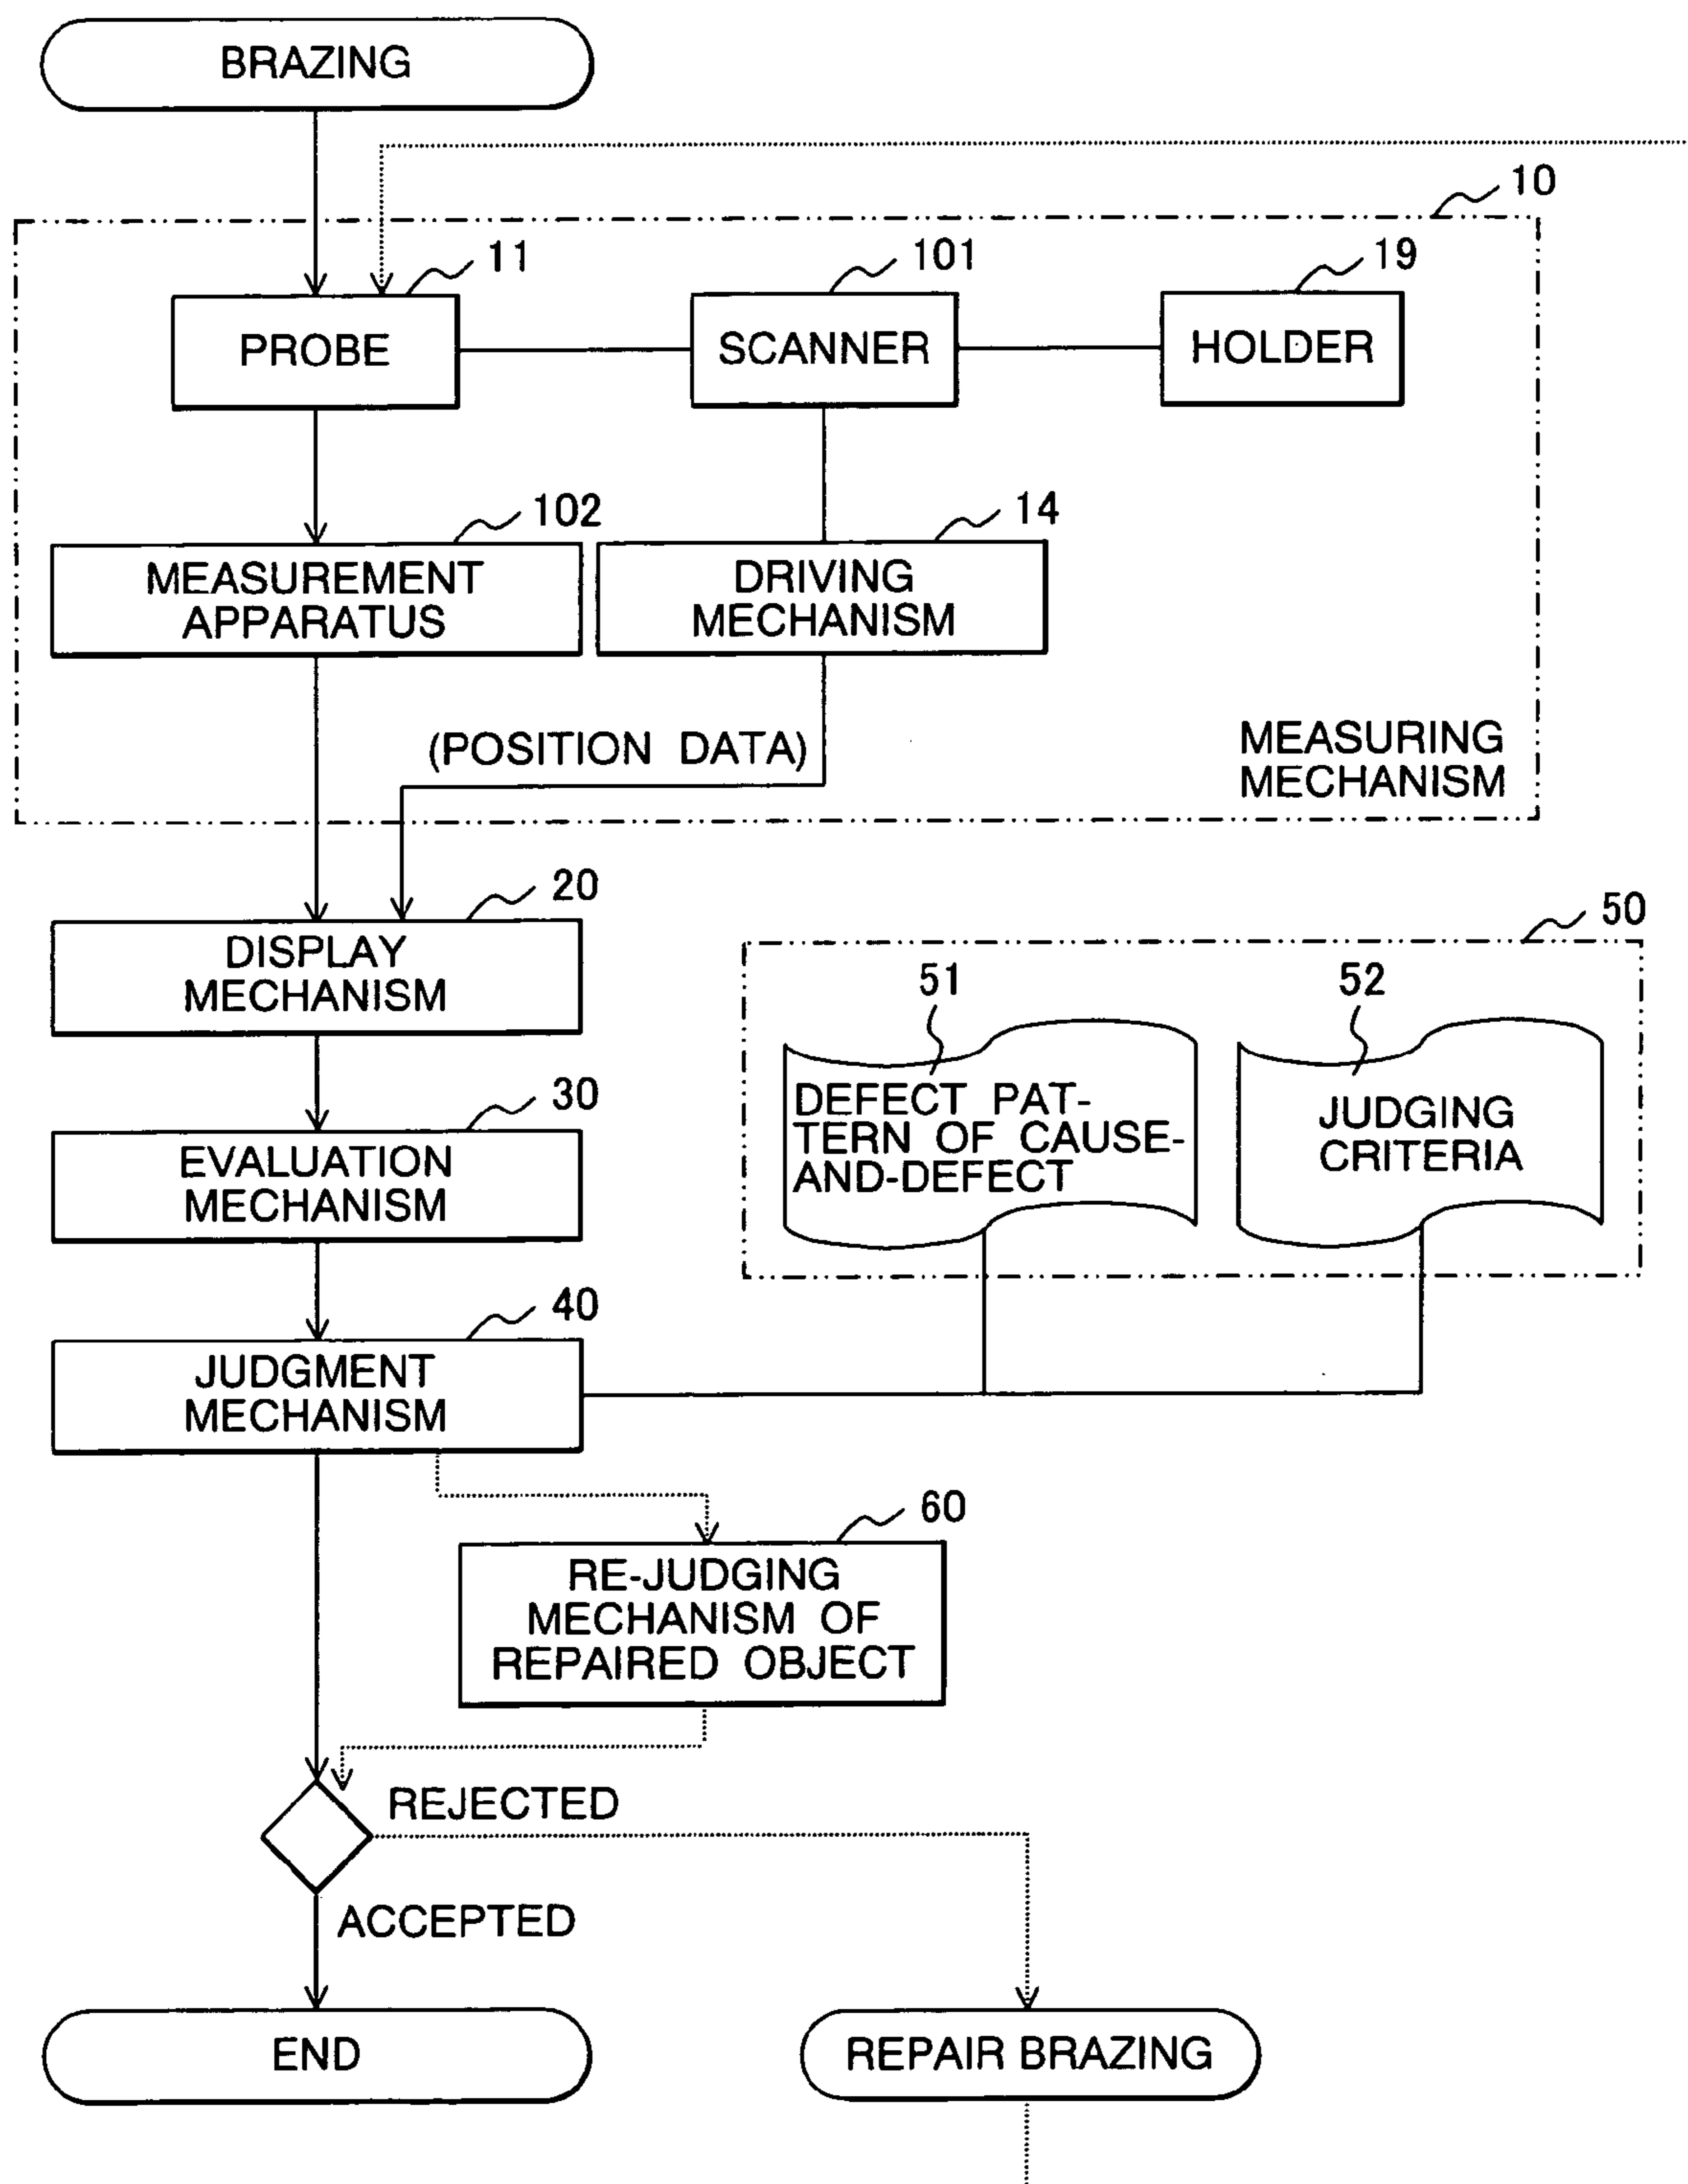 BRAZING
10
11
101
19
PROBE
SCANNER
HOLDER
102
14
MEASUREMENT
APPARATUS
DRIVING
MECHANISM
(POSITION DATA)
MEASURING
MECHANISM
20
DISPLAY
MECHANISM
50
51
52
DEFECT PAT-
TERN OF CAUSE-
AND-DEFECT
JUDGING
CRITERIA
30
EVALUATION
MECHANISM
40
JUDGMENT
MECHANISM
60
RE-JUDGING
MECHANISM OF
REPAIRED OBJECT
REJECTED
ACCEPTED
END
REPAIR BRAZING